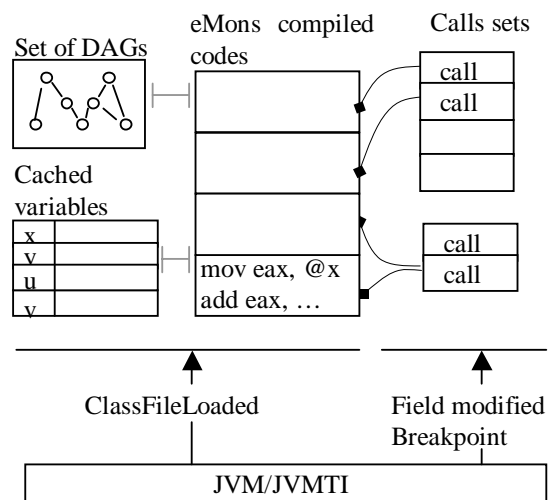 eMons compiled
codes
Calls sets
Set of DAGs
call
call
Cached
variables
x
v
u
v
mov eax, @x
add eax, …
call
call
ClassFileLoaded
Field modified
Breakpoint
JVM/JVMTI